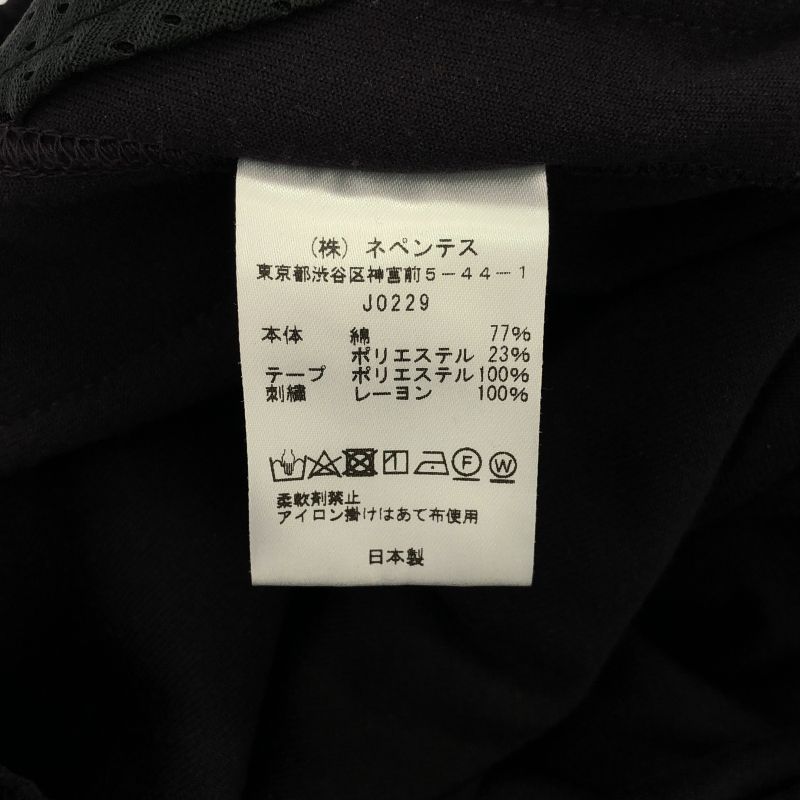 (株) ネペンテス
東京都渋谷区神宮前5-44-1
J0229
本体 綿 77%
ポリエステル 23%
テープ ポリエステル 100%
刺繍 レーヨン 100%
F W
柔軟剤禁止
アイロン掛けはあて布使用
日本製